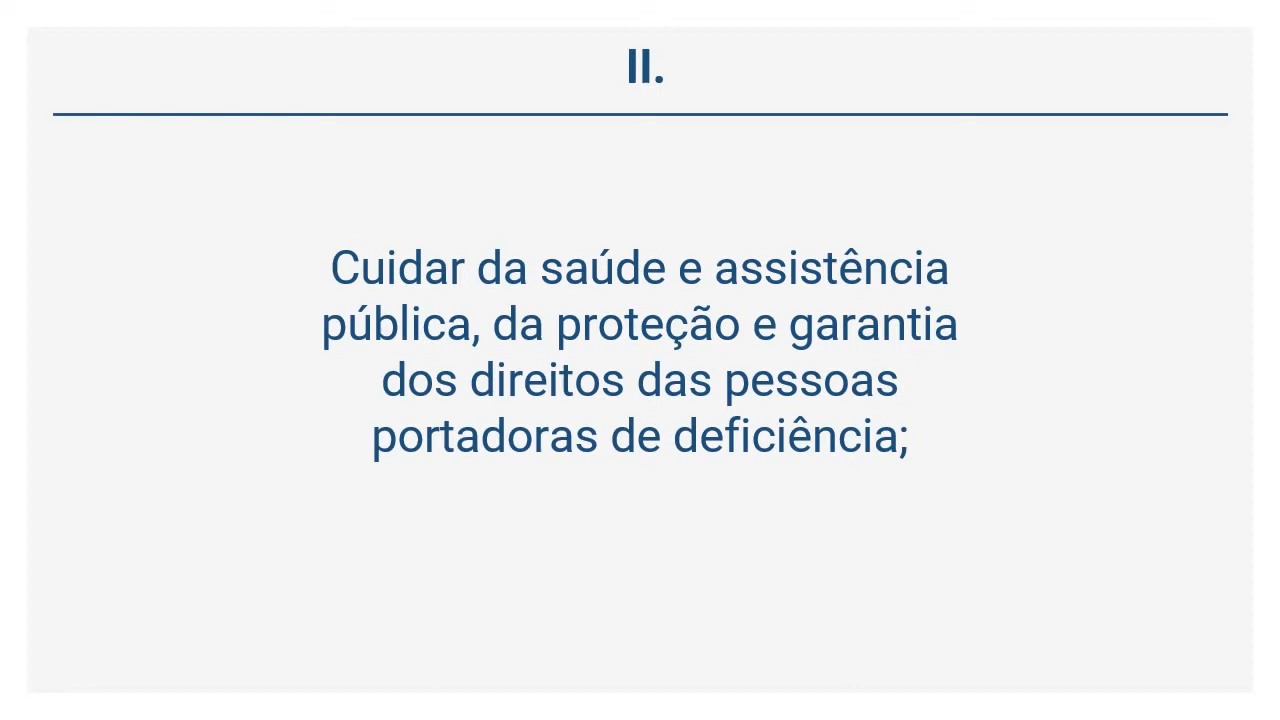 II.
Cuidar da saúde e assistência
pública, da proteção e garantia
dos direitos das pessoas
portadoras de deficiência;